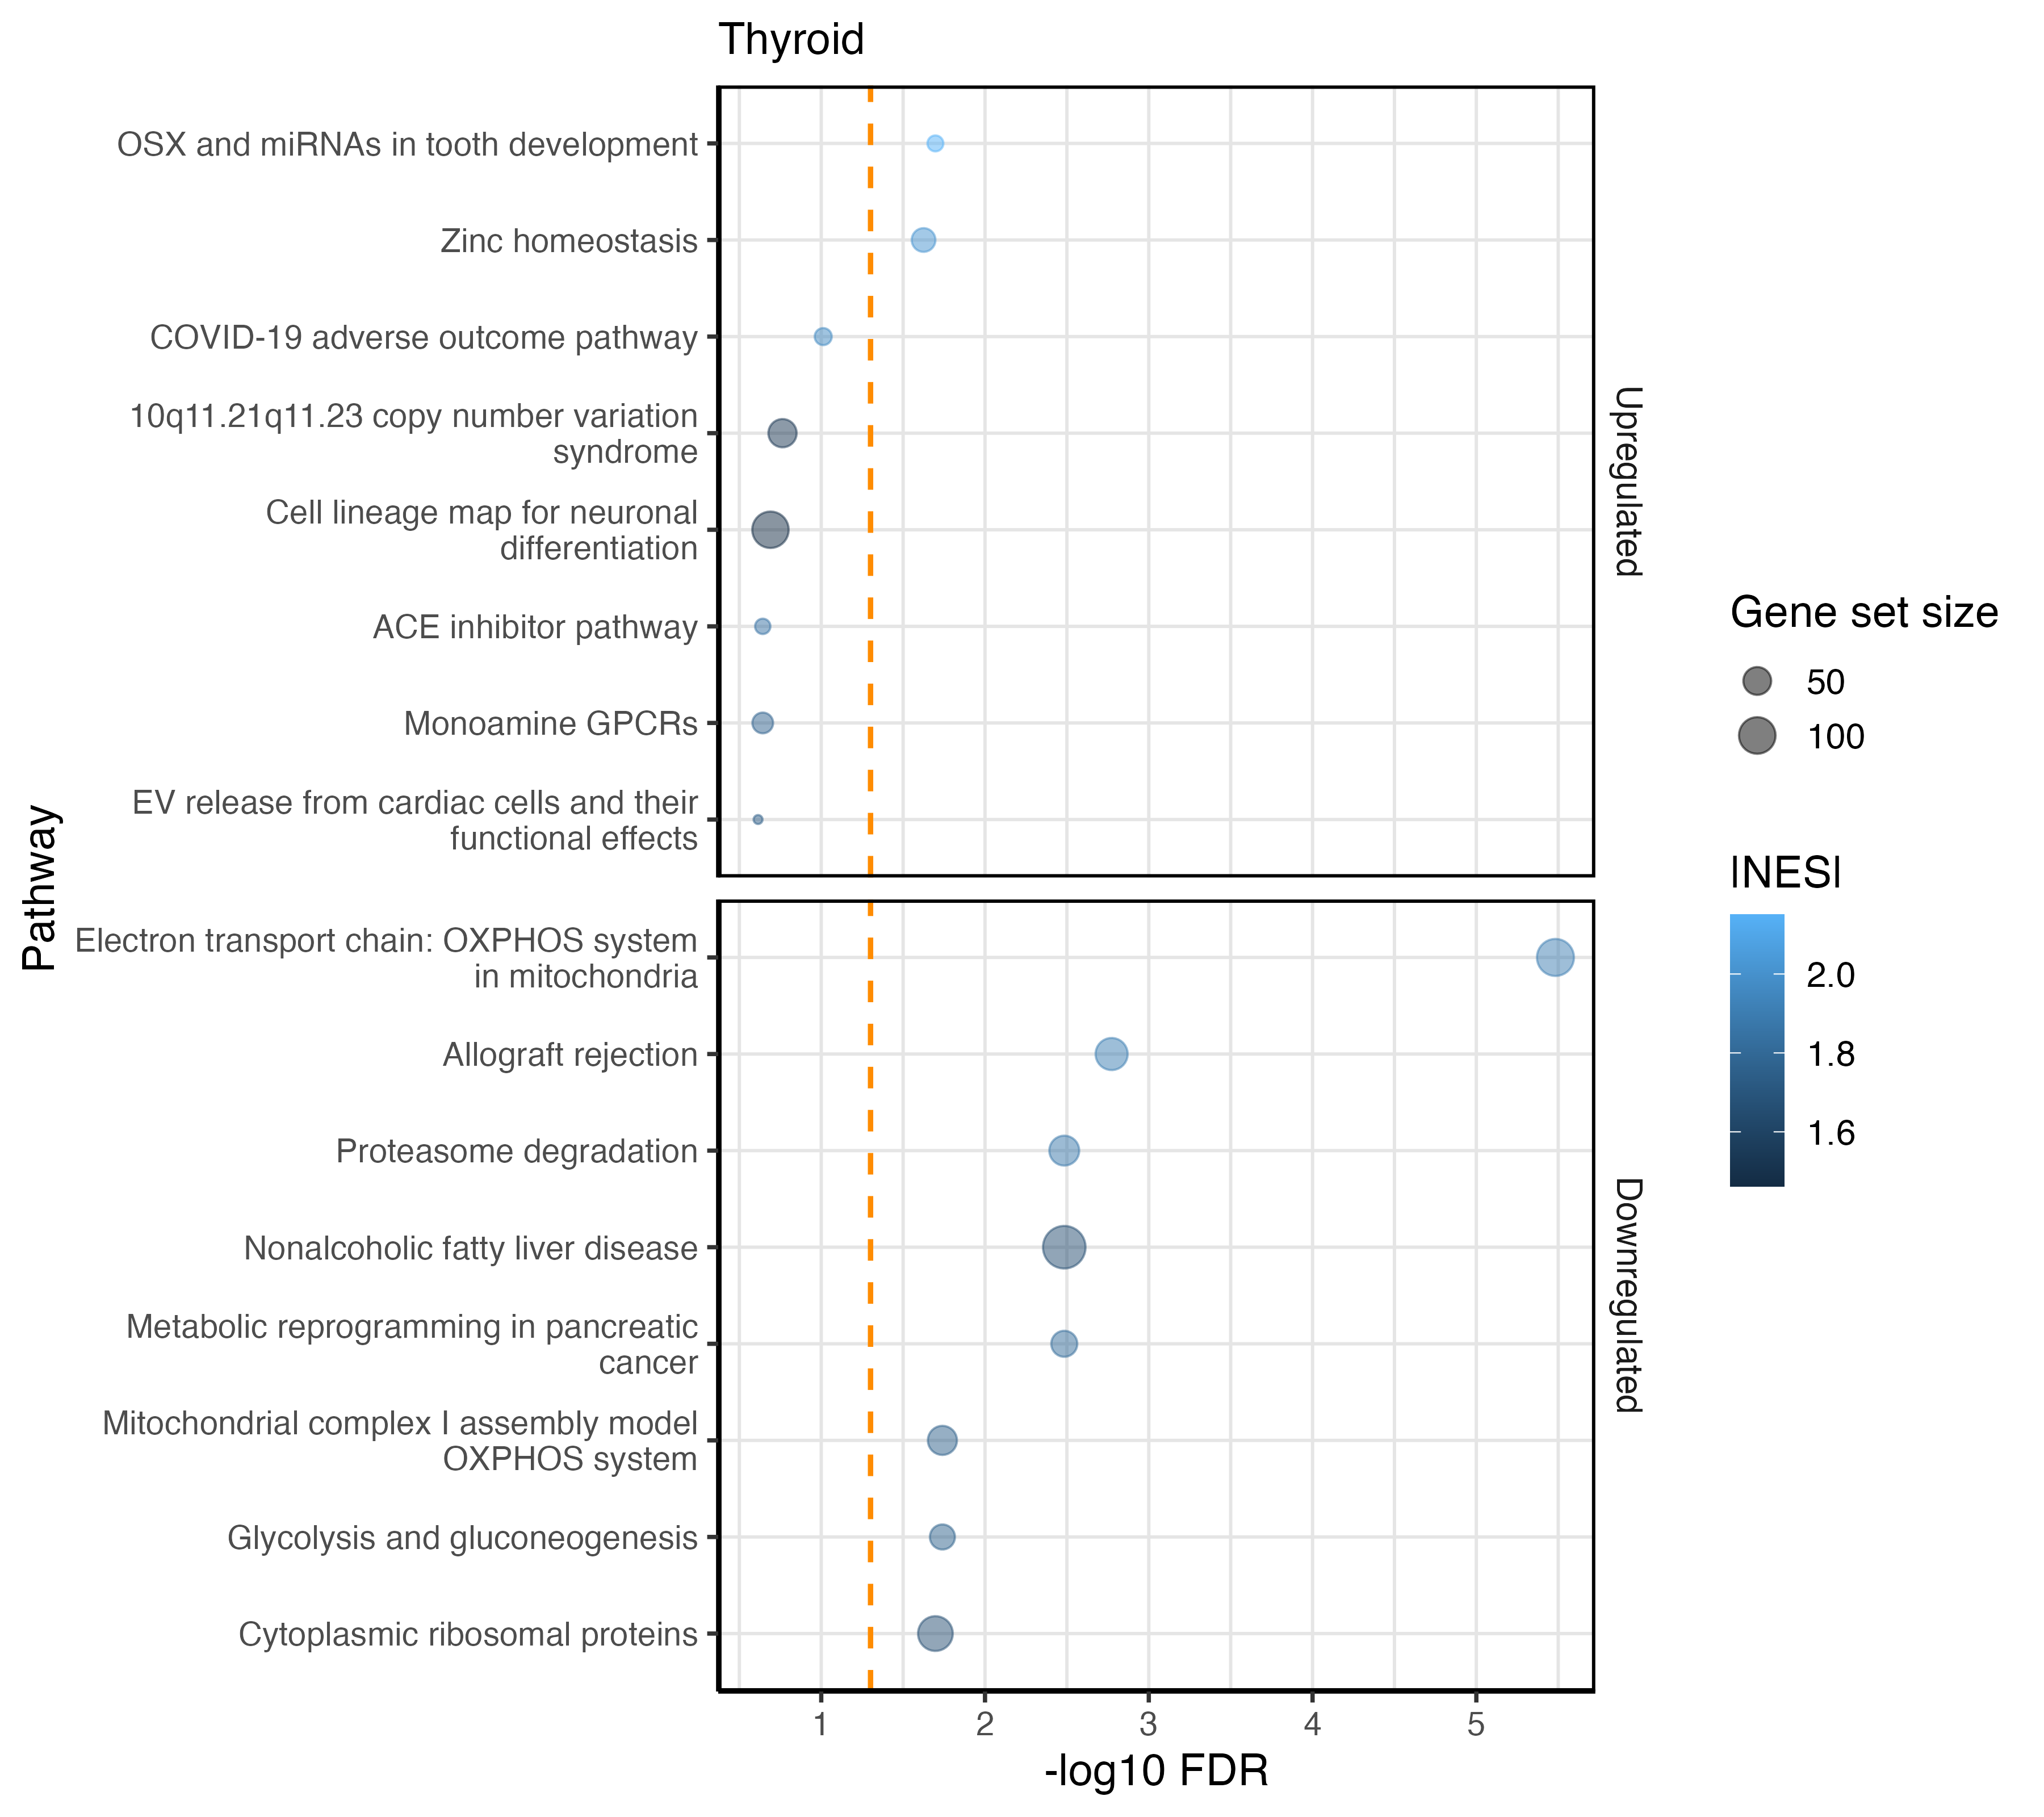 Thyroid
OSX and miRNAs in tooth development
Zinc homeostasis
COVID-19 adverse outcome pathway
10q11.21q11.23 copy number variation
syndrome
Cell lineage map for neuronal
differentiation
ACE inhibitor pathway
Monoamine GPCRs
EV release from cardiac cells and their
functional effects
Upregulated
Electron transport chain: OXPHOS system
in mitochondria
Allograft rejection
Proteasome degradation
Nonalcoholic fatty liver disease
Metabolic reprogramming in pancreatic
cancer
Mitochondrial complex I assembly model
OXPHOS system
Glycolysis and gluconeogenesis
Cytoplasmic ribosomal proteins
Downregulated
Pathway
1 2 3 4 5
-log10 FDR
Gene set size
50
100
|NES|
2.0
1.8
1.6